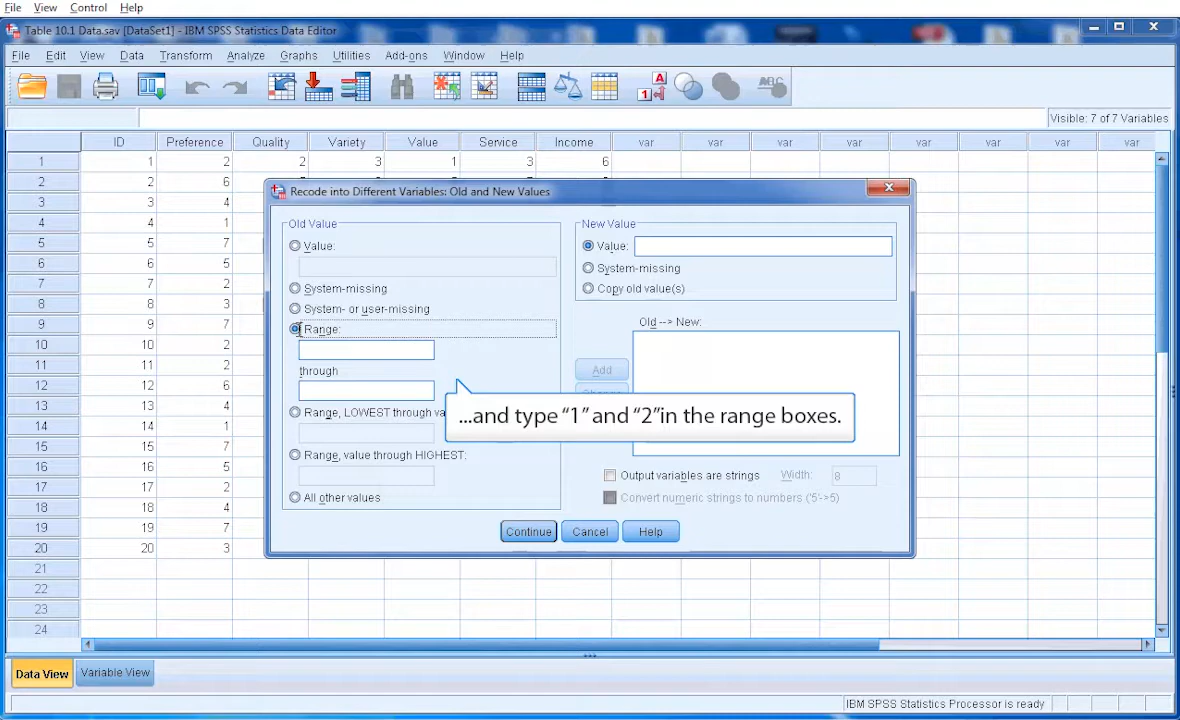 File View Control Help
Table 10.1 Data.sav [DataSet1] - IBM SPSS Statistics Data Editor
File Edit View Data Transform Analyze Graphs Utilities Add-ons Window Help
Visible: 7 of 7 Variables
ID Preference Quality Variety Value Service Income var var var var var var var var
1 1 2 2 3 1 3 6
2 2 6
3 3 4
4 4 1
5 5 7
6 6 5
7 7 2
8 8 3
9 9 7
10 10 2
11 11 2
12 12 6
13 13 4
14 14 1
15 15 7
16 16 5
17 17 2
18 18 4
19 19 7
20 20 3
21
22
23
24
Recode into Different Variables: Old and New Values
Old Value
Value:
System-missing
System- or user-missing
Range:
through
Range, LOWEST through va
Range, value through HIGHEST:
All other values
New Value
Value:
System-missing
Copy old value(s)
Old --> New:
Add
...and type “1” and “2”in the range boxes.
Output variables are strings Width: 8
Convert numeric strings to numbers ('5'->5)
Continue Cancel Help
Data View Variable View
IBM SPSS Statistics Processor is ready